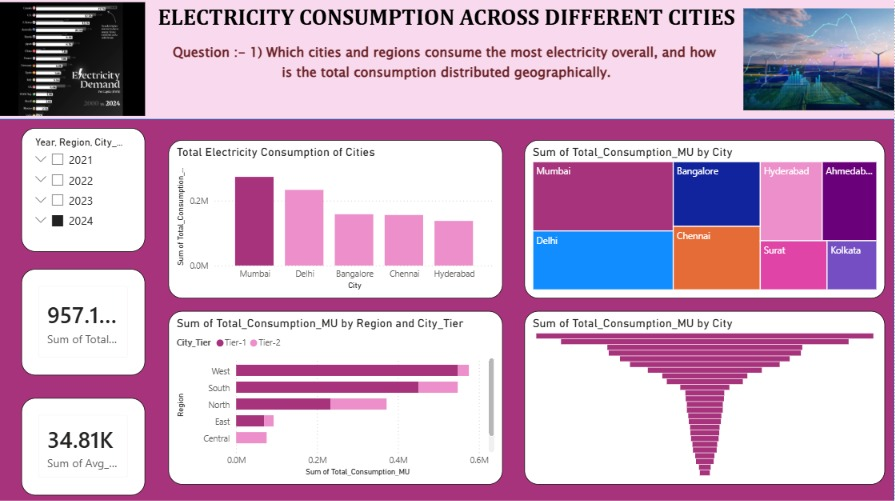 ELECTRICITY CONSUMPTION ACROSS DIFFERENT CITIES
Question :- 1) Which cities and regions consume the most electricity overall, and how
is the total consumption distributed geographically.
Electricity
Demand
2000 to 2024
Year, Region, City_...
2021
2022
2023
2024
957.1...
Sum of Total...
34.81K
Sum of Avg_...
Total Electricity Consumption of Cities
Sum of Total_Consumption_...
0.2M
0.0M
Mumbai Delhi Bangalore Chennai Hyderabad
City
Sum of Total_Consumption_MU by City
Mumbai
Delhi
Bangalore
Chennai
Hyderabad
Ahmedab...
Surat
Kolkata
Sum of Total_Consumption_MU by Region and City_Tier
City_Tier Tier-1 Tier-2
Region
West
South
North
East
Central
0.0M 0.2M 0.4M 0.6M
Sum of Total_Consumption_MU
Sum of Total_Consumption_MU by City